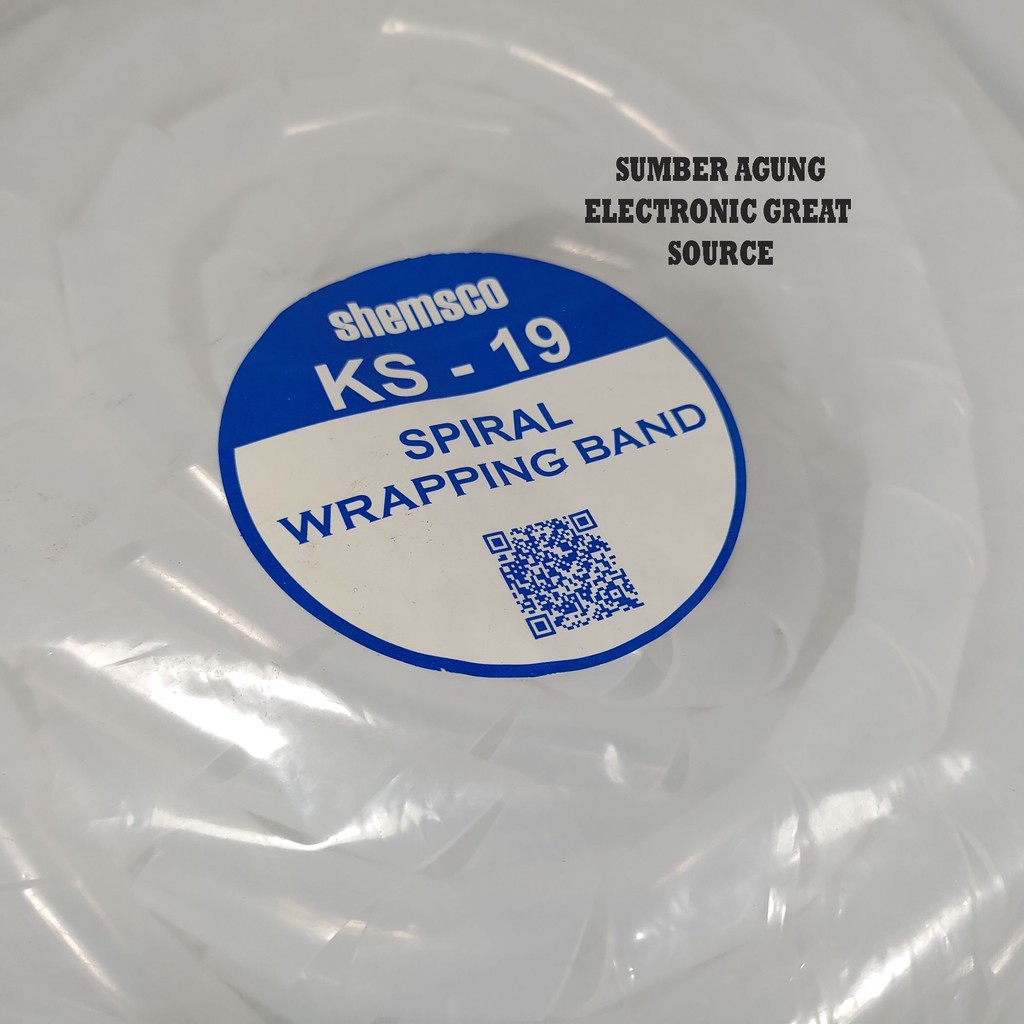 SUMBER AGUNG
ELECTRONIC GREAT
SOURCE
shemsco
KS - 19
SPIRAL
WRAPPING BAND